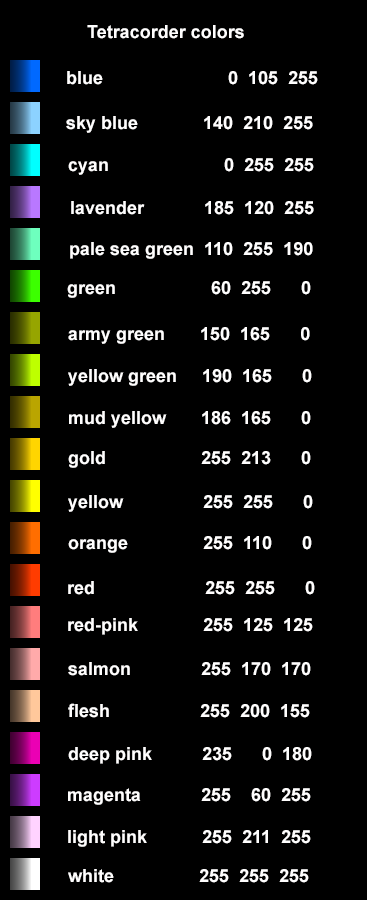 Tetracorder colors
blue 0 105 255
sky blue 140 210 255
cyan 0 255 255
lavender 185 120 255
pale sea green 110 255 190
green 60 255 0
army green 150 165 0
yellow green 190 165 0
mud yellow 186 165 0
gold 255 213 0
yellow 255 255 0
orange 255 110 0
red 255 255 0
red-pink 255 125 125
salmon 255 170 170
flesh 255 200 155
deep pink 235 0 180
magenta 255 60 255
light pink 255 211 255
white 255 255 255